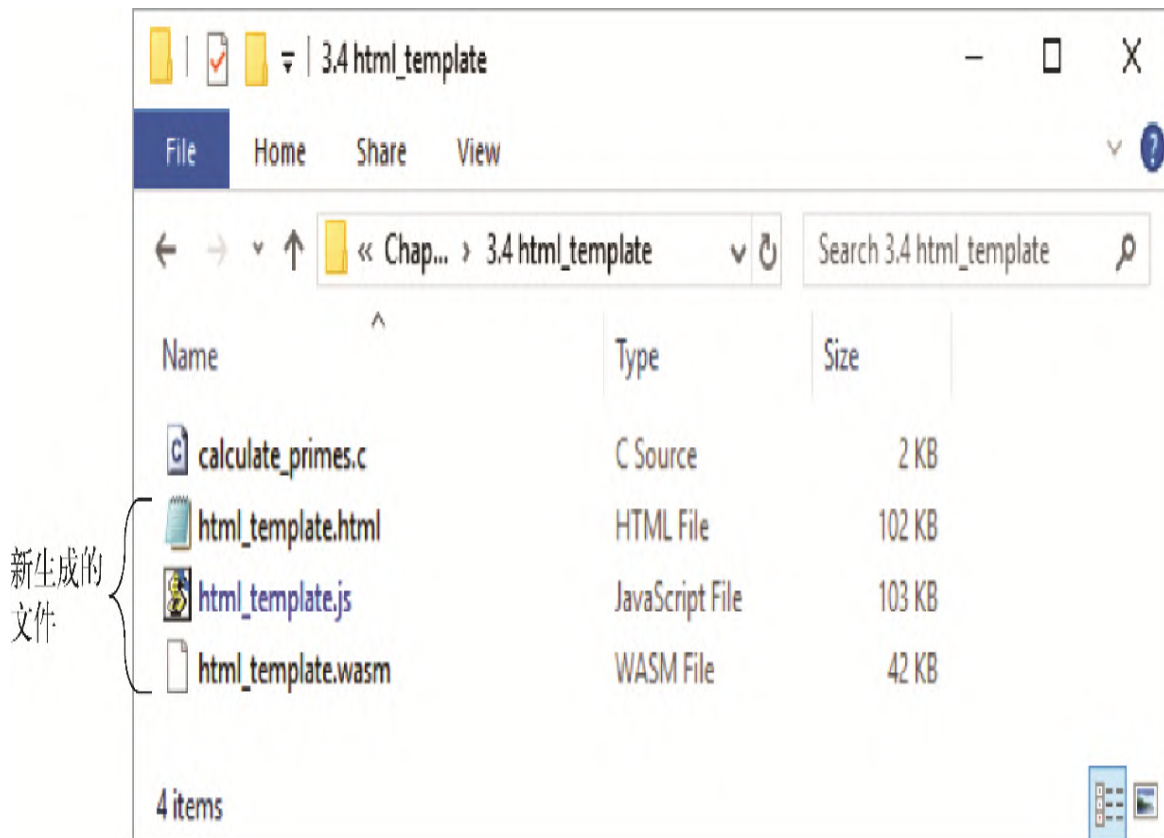 3.4 html_template
File Home Share View
« Chap... › 3.4 html_template Search 3.4 html_template
Name Type Size
calculate_primes.c C Source 2 KB
html_template.html HTML File 102 KB
html_template.js JavaScript File 103 KB
html_template.wasm WASM File 42 KB
新生成的
文件
4 items